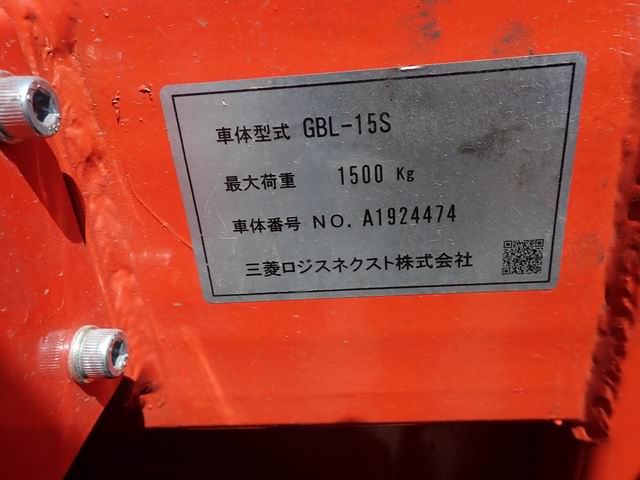 車体型式 GBL-15S
最大荷重 1500 Kg
車体番号 NO. A1924474
三菱ロジスネクスト株式会社